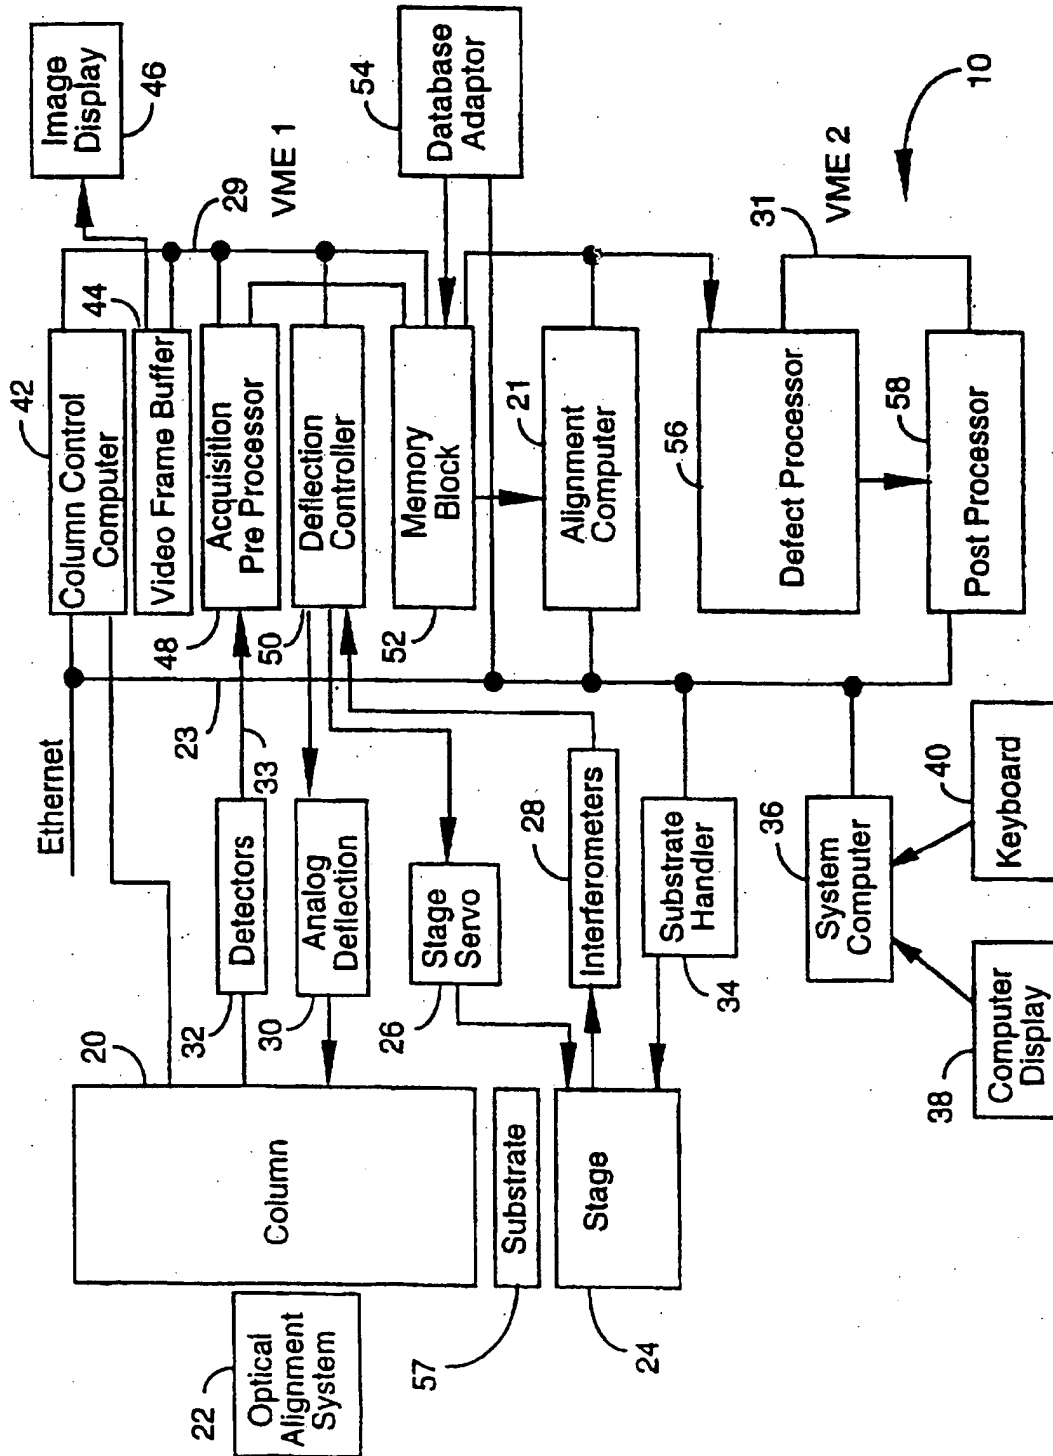 Ethernet
22
Optical
Alignment
System
20
Column
57
Substrate
24
Stage
32
Detectors
33
30
Analog
Deflection
26
Stage
Servo
28
Interferometers
34
Substrate
Handler
23
36
System
Computer
38
Computer
Display
40
Keyboard
42
Column Control
Computer
44
Video Frame Buffer
48
Acquisition
Pre Processor
50
Deflection
Controller
52
Memory
Block
21
Alignment
Computer
56
Defect Processor
58
Post Processor
46
Image
Display
29
VME 1
54
Database
Adaptor
31
VME 2
10